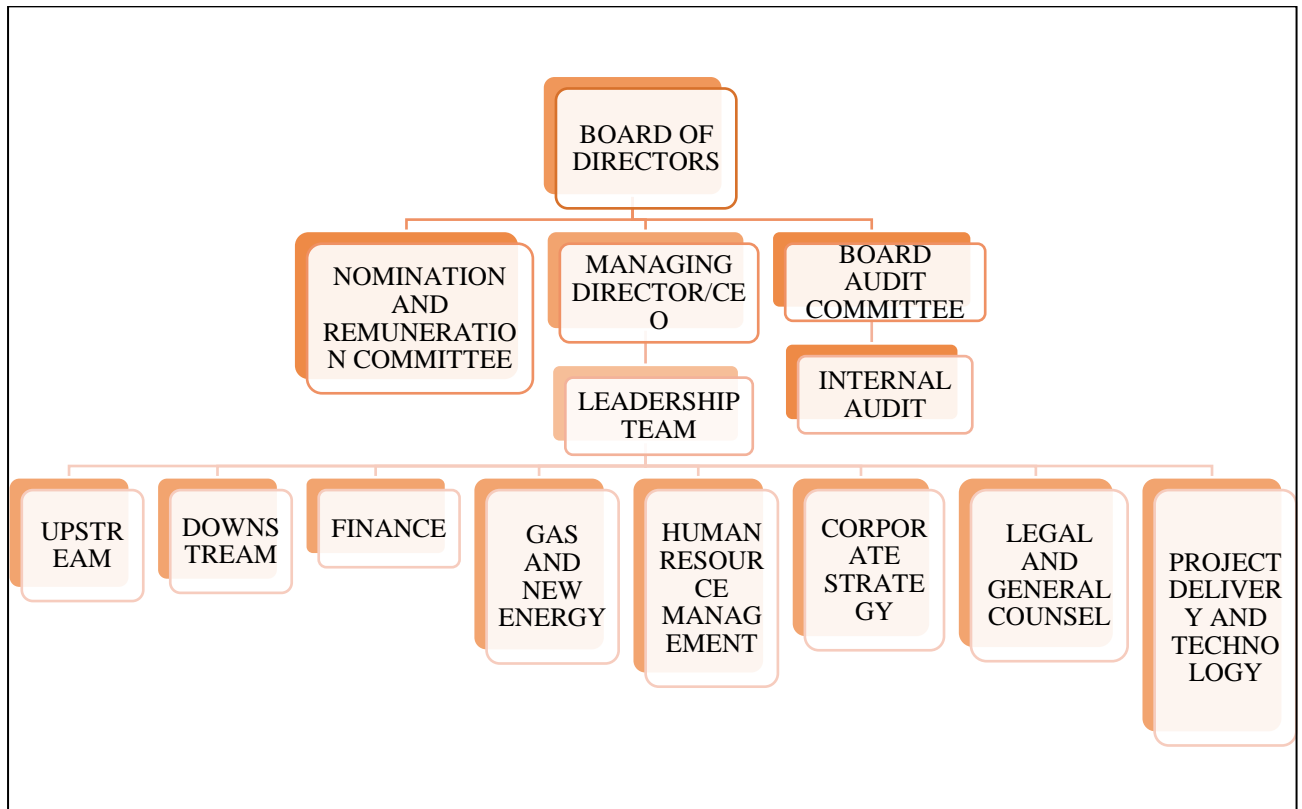 BOARD OF
DIRECTORS
NOMINATION
AND
REMUNERATIO
N COMMITTEE
MANAGING
DIRECTOR/CE
O
BOARD
AUDIT
COMMITTEE
LEADERSHIP
TEAM
INTERNAL
AUDIT
UPSTR
EAM
DOWNS
TREAM
FINANCE
GAS
AND
NEW
ENERGY
HUMAN
RESOUR
CE
MANAG
EMENT
CORPOR
ATE
STRATE
GY
LEGAL
AND
GENERAL
COUNSEL
PROJECT
DELIVER
Y AND
TECHNO
LOGY